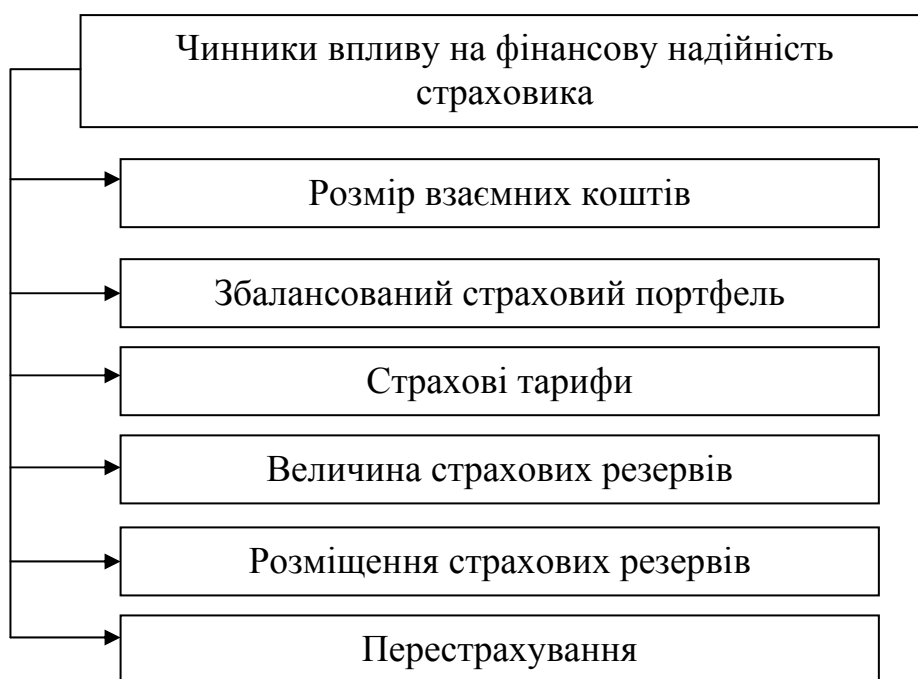 Чинники впливу на фінансову надійність
страховика
Розмір взаємних коштів
Збалансований страховий портфель
Страхові тарифи
Величина страхових резервів
Розміщення страхових резервів
Перестрахування